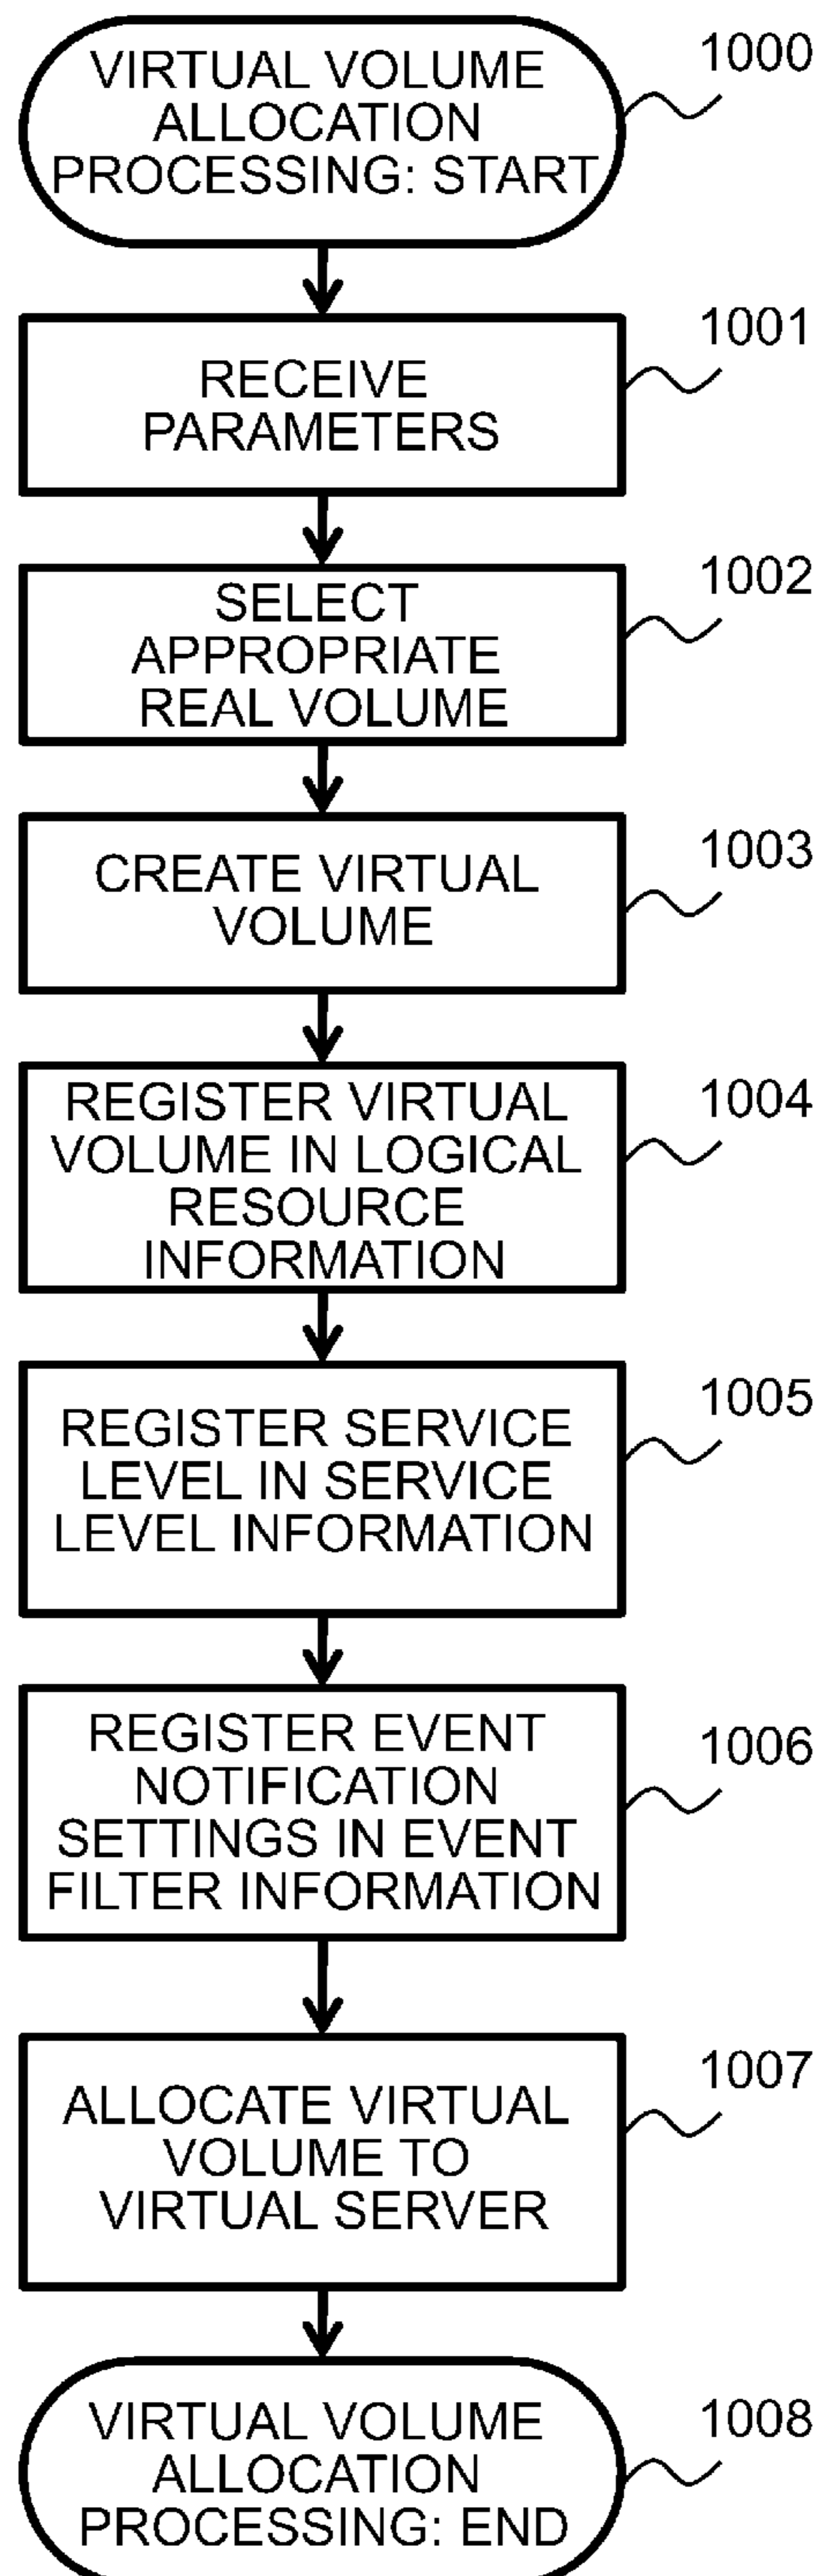 VIRTUAL VOLUME
ALLOCATION
PROCESSING: START
1000
RECEIVE
PARAMETERS
1001
SELECT
APPROPRIATE
REAL VOLUME
1002
CREATE VIRTUAL
VOLUME
1003
REGISTER VIRTUAL
VOLUME IN LOGICAL
RESOURCE
INFORMATION
1004
REGISTER SERVICE
LEVEL IN SERVICE
LEVEL INFORMATION
1005
REGISTER EVENT
NOTIFICATION
SETTINGS IN EVENT
FILTER INFORMATION
1006
ALLOCATE VIRTUAL
VOLUME TO
VIRTUAL SERVER
1007
VIRTUAL VOLUME
ALLOCATION
PROCESSING: END
1008